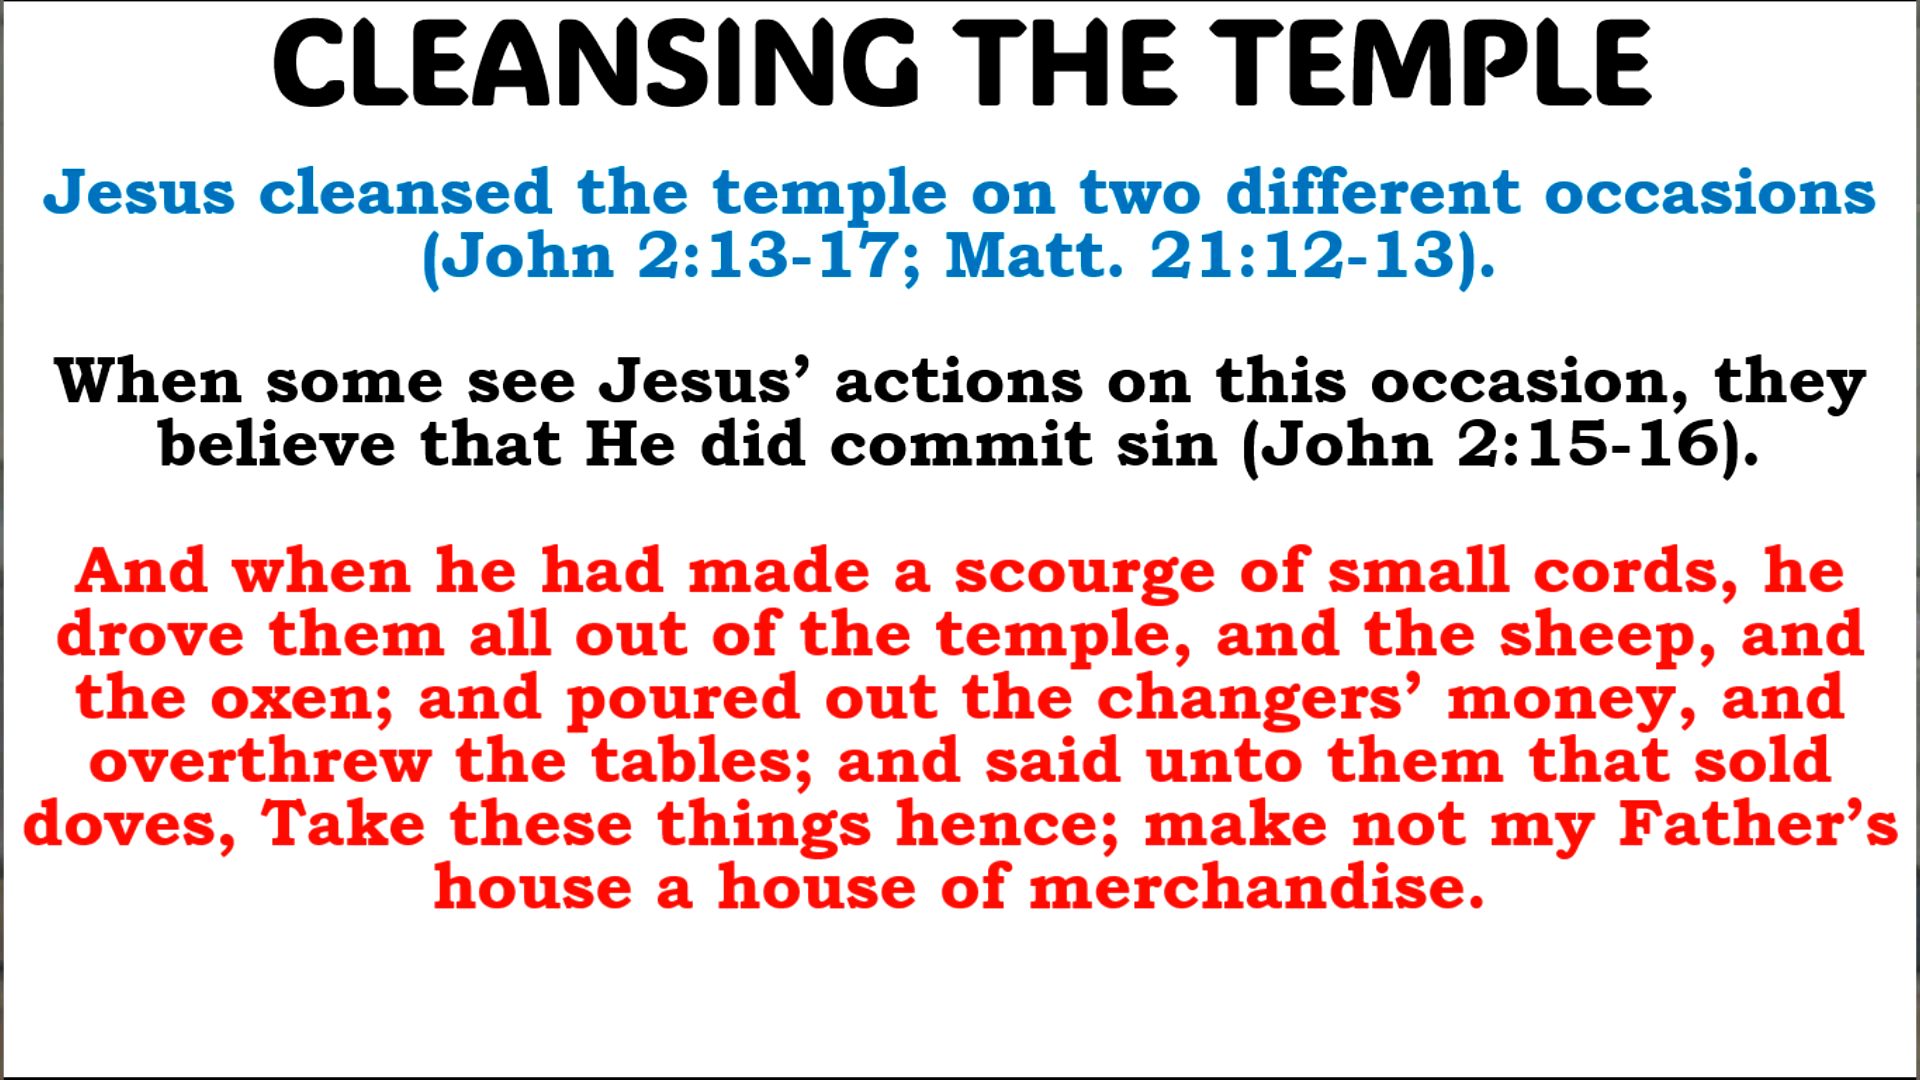 CLEANSING THE TEMPLE
Jesus cleansed the temple on two different occasions
(John 2:13-17; Matt. 21:12-13).
When some see Jesus’ actions on this occasion, they
believe that He did commit sin (John 2:15-16).
And when he had made a scourge of small cords, he
drove them all out of the temple, and the sheep, and
the oxen; and poured out the changers’ money, and
overthrew the tables; and said unto them that sold
doves, Take these things hence; make not my Father’s
house a house of merchandise.